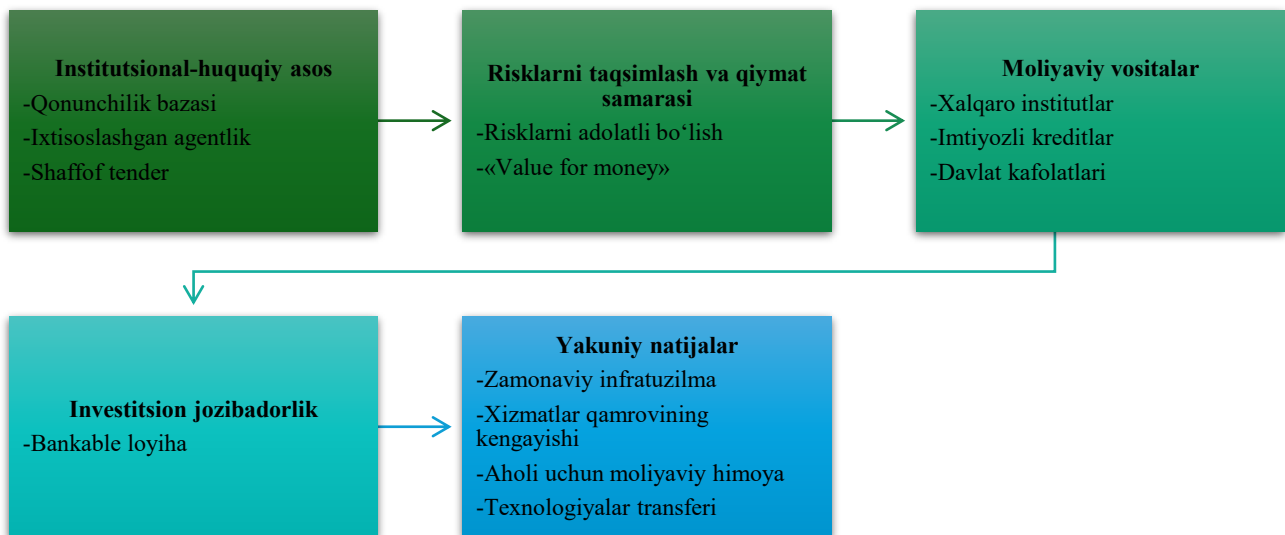 Institutsional-huquqiy asos
-Qonunchilik bazasi
-Ixtisoslashgan agentlik
-Shaffof tender
Risklarni taqsimlash va qiymat
samarasi
-Risklarni adolatli bo‘lish
-«Value for money»
Moliyaviy vositalar
-Xalqaro institutlar
-Imtiyozli kreditlar
-Davlat kafolatlari
Investitsion jozibadorlik
-Bankable loyiha
Yakuniy natijalar
-Zamonaviy infratuzilma
-Xizmatlar qamrovining
kengayishi
-Aholi uchun moliyaviy himoya
-Texnologiyalar transferi